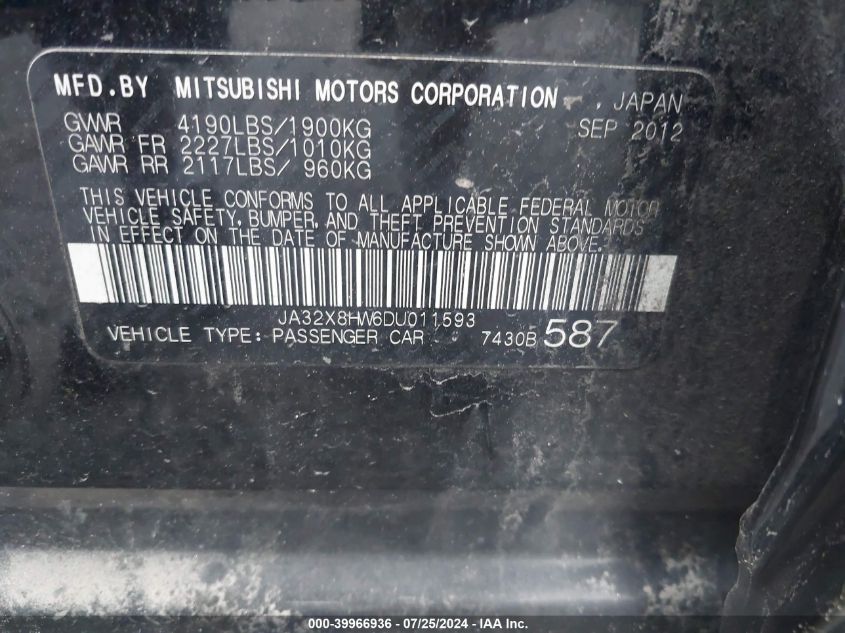 MFD.BY MITSUBISHI MOTORS CORPORATION , JAPAN
GVWR 4190LBS/1900KG SEP 2012
GAWR FR 2227LBS/1010KG
GAWR RR 2117LBS/ 960KG
THIS VEHICLE CONFORMS TO ALL APPLICABLE FEDERAL MOTOR
VEHICLE SAFETY, BUMPER, AND THEFT PREVENTION STANDARDS
IN EFFECT ON THE DATE OF MANUFACTURE SHOWN ABOVE.
JA32X8HW6DU011593
VEHICLE TYPE: PASSENGER CAR 7430B 587
000-39966936 - 07/25/2024 - IAA Inc.